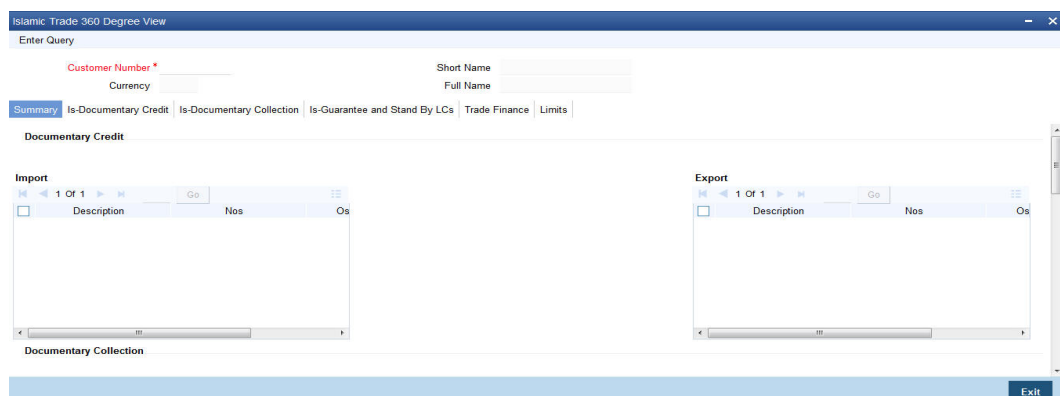 Islamic Trade 360 Degree View
Enter Query
Customer Number * Short Name
Currency Full Name
Summary Is-Documentary Credit Is-Documentary Collection Is-Guarantee and Stand By LCs Trade Finance Limits
Documentary Credit
Import Export
1 Of 1 Go 1 Of 1 Go
Description Nos Os Description Nos Os
Documentary Collection
Exit